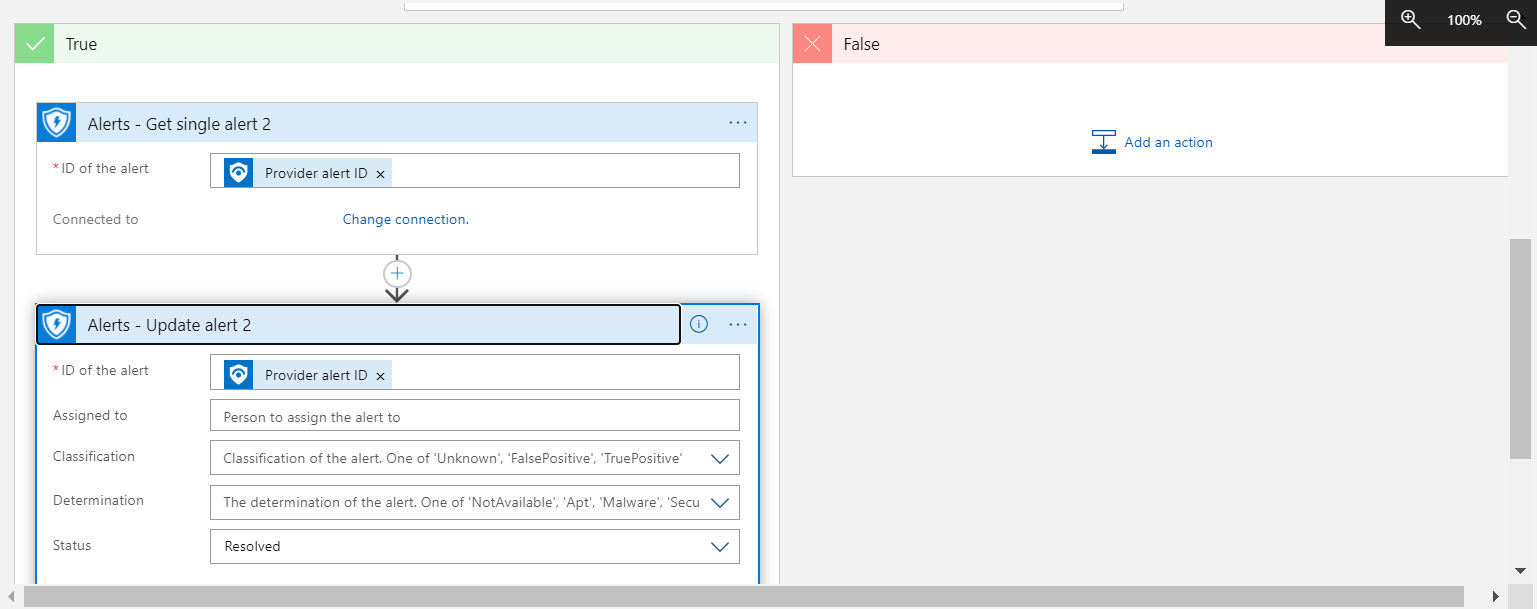 True
False
100%
Alerts - Get single alert 2
...
* ID of the alert
Provider alert ID ×
Connected to
Change connection.
Add an action
Alerts - Update alert 2
...
* ID of the alert
Provider alert ID ×
Assigned to
Person to assign the alert to
Classification
Classification of the alert. One of 'Unknown', 'FalsePositive', 'TruePositive'
Determination
The determination of the alert. One of 'NotAvailable', 'Apt', 'Malware', 'Secu
Status
Resolved